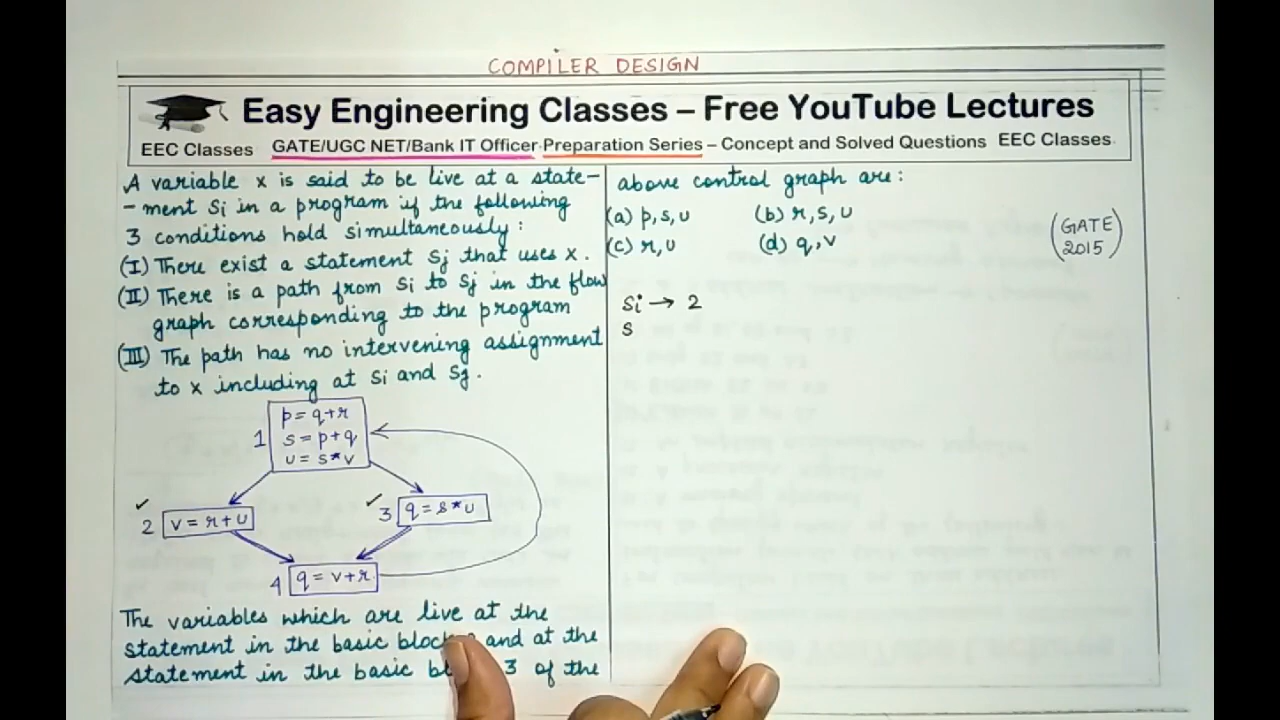 COMPILER DESIGN
Easy Engineering Classes – Free YouTube Lectures
EEC Classes GATE/UGC NET/Bank IT Officer Preparation Series – Concept and Solved Questions EEC Classes
A variable x is said to be live at a state-
-ment Si in a program if the following
3 conditions hold simultaneously:
(I) There exist a statement Sj that uses x.
(II) There is a path from Si to Sj in the flow
graph corresponding to the program
(III) The path has no intervening assignment
to x including at Si and Sj.
1
p = q+r
s = p+q
u = s*v
2 v = r+u
3 q = s*u
4 q = v+r
The variables which are live at the
statement in the basic block and at the
statement in the basic 3 of the
above control graph are:
(a) p, s, u (b) r, s, u
(c) r, u (d) q, v
(GATE 2015)
Si → 2
S